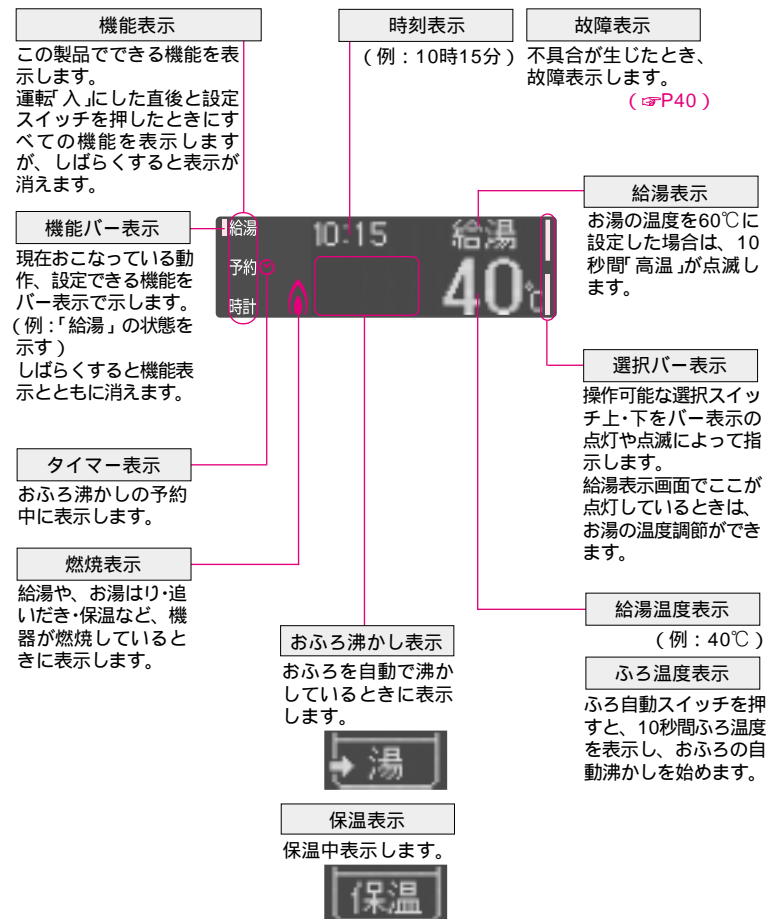 機能表示
この製品でできる機能を表
示します。
運転「入」にした直後と設定
スイッチを押したときにす
べての機能を表示します
が、しばらくすると表示が
消えます。
時刻表示
(例：10時15分)
故障表示
不具合が生じたとき、
故障表示します。
(☞P40)
機能バー表示
現在おこなっている動
作、設定できる機能を
バー表示で示します。
(例：「給湯」の状態を
示す)
しばらくすると機能表
示とともに消えます。
タイマー表示
おふろ沸かしの予約
中に表示します。
燃焼表示
給湯や、お湯はり・追
いだき・保温など、機
器が燃焼していると
きに表示します。
給湯
予約
時計
10:15
給湯
40℃
給湯表示
お湯の温度を60℃に
設定した場合は、10
秒間「高温」が点滅し
ます。
選択バー表示
操作可能な選択スイッ
チ上・下をバー表示の
点灯や点滅によって指
示します。
給湯表示画面でここが
点灯しているときは、
お湯の温度調節ができ
ます。
給湯温度表示
(例：40℃)
ふろ温度表示
ふろ自動スイッチを押
すと、10秒間ふろ温度
を表示し、おふろの自
動沸かしを始めます。
おふろ沸かし表示
おふろを自動で沸か
しているときに表示
します。
湯
保温表示
保温中表示します。
保温